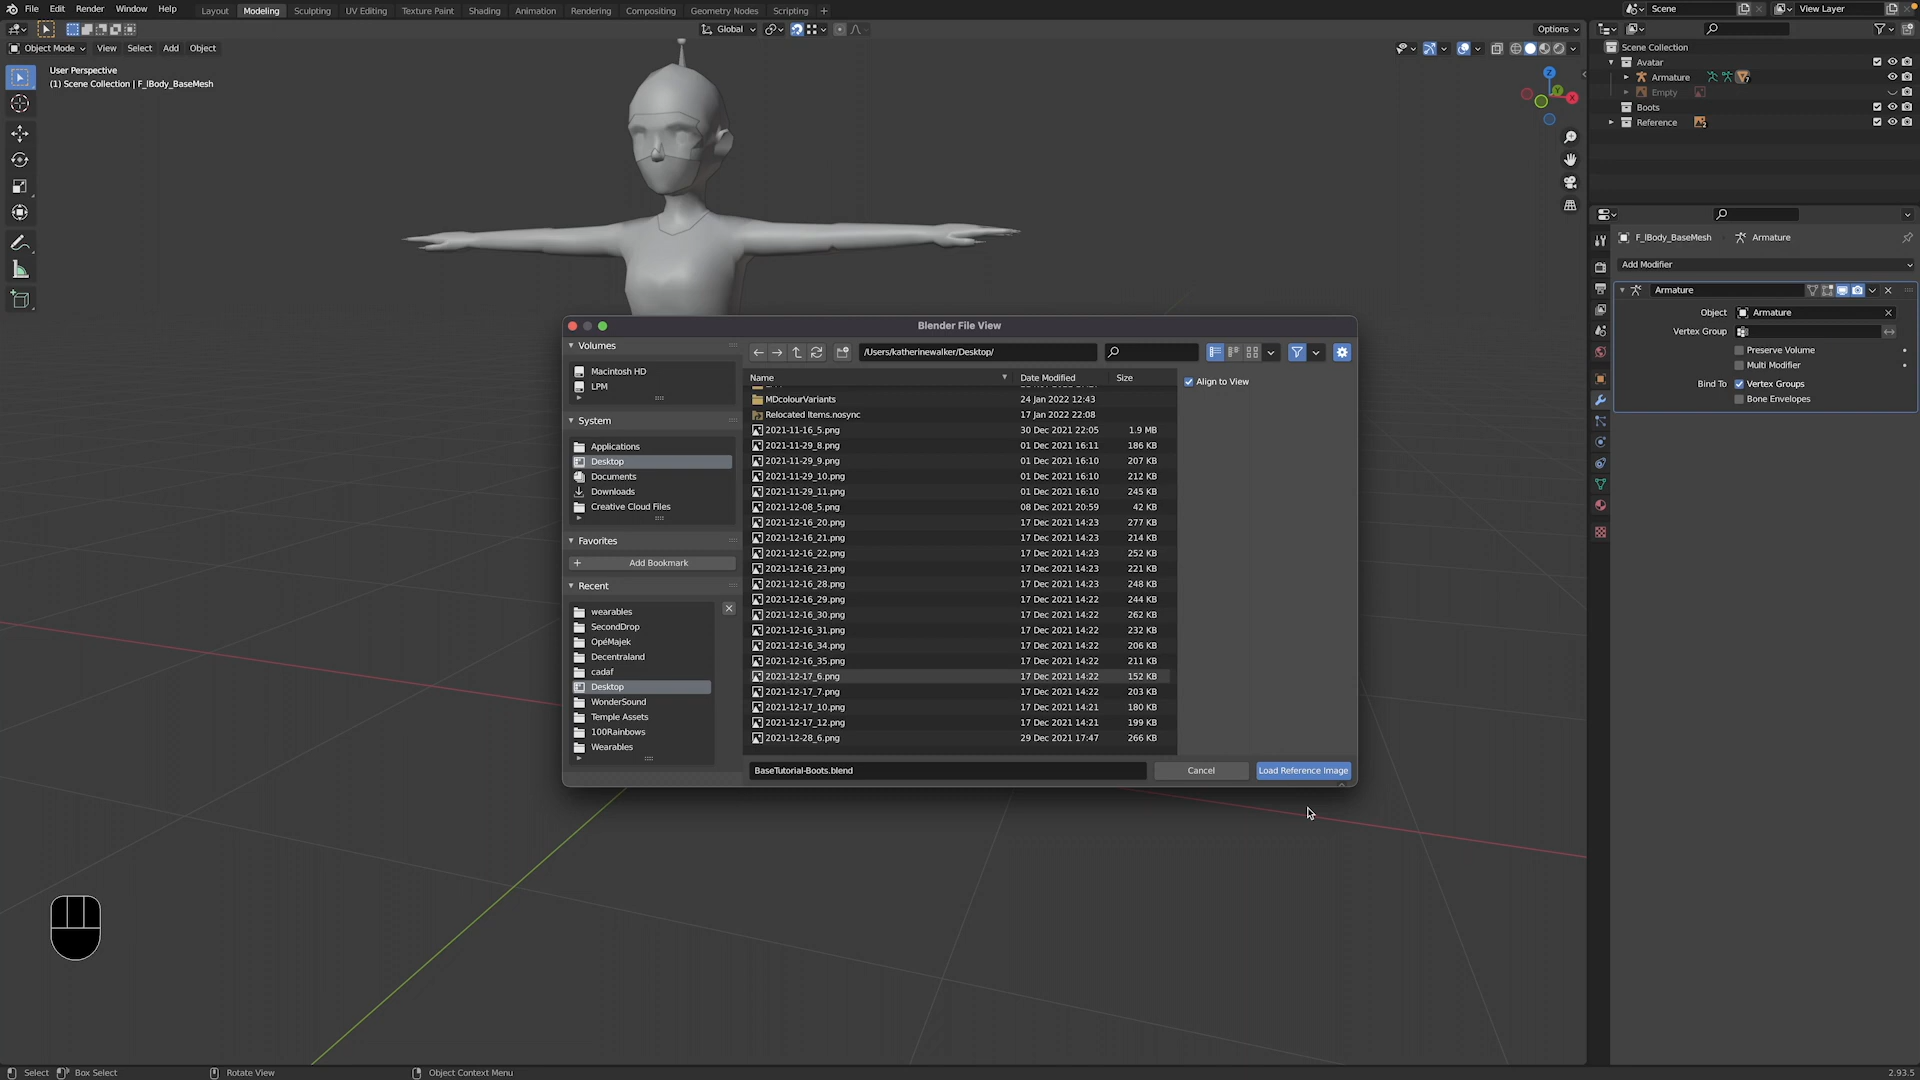 File Edit Render Window Help Layout Modeling Sculpting UV Editing Texture Paint Shading Animation Rendering Compositing Geometry Nodes Scripting + Scene View Layer
Global Options
Object Mode View Select Add Object
User Perspective
(1) Scene Collection | F_lBody_BaseMesh
Z
Y
X
Scene Collection
Avatar
Armature
Empty
Boots
Reference
F_lBody_BaseMesh Armature
Add Modifier
Armature
Object Armature
Vertex Group
Preserve Volume
Multi Modifier
Bind To Vertex Groups
Bone Envelopes
Blender File View
Volumes
Macintosh HD
LPM
System
Applications
Desktop
Documents
Downloads
Creative Cloud Files
Favorites
+ Add Bookmark
Recent
wearables
SecondDrop
OpéMajek
Decentraland
cadaf
Desktop
WonderSound
Temple Assets
100Rainbows
Wearables
/Users/katherinewalker/Desktop/
Name Date Modified Size
MDcolourVariants 24 Jan 2022 12:43
Relocated Items.nosync 17 Jan 2022 22:08
2021-11-16_5.png 30 Dec 2021 22:05 1.9 MB
2021-11-29_8.png 01 Dec 2021 16:11 186 KB
2021-11-29_9.png 01 Dec 2021 16:10 207 KB
2021-11-29_10.png 01 Dec 2021 16:10 212 KB
2021-11-29_11.png 01 Dec 2021 16:10 245 KB
2021-12-08_5.png 08 Dec 2021 20:59 42 KB
2021-12-16_20.png 17 Dec 2021 14:23 277 KB
2021-12-16_21.png 17 Dec 2021 14:23 214 KB
2021-12-16_22.png 17 Dec 2021 14:23 252 KB
2021-12-16_23.png 17 Dec 2021 14:23 221 KB
2021-12-16_28.png 17 Dec 2021 14:23 248 KB
2021-12-16_29.png 17 Dec 2021 14:22 244 KB
2021-12-16_30.png 17 Dec 2021 14:22 262 KB
2021-12-16_31.png 17 Dec 2021 14:22 232 KB
2021-12-16_34.png 17 Dec 2021 14:22 206 KB
2021-12-16_35.png 17 Dec 2021 14:22 211 KB
2021-12-17_6.png 17 Dec 2021 14:22 152 KB
2021-12-17_7.png 17 Dec 2021 14:22 203 KB
2021-12-17_10.png 17 Dec 2021 14:21 180 KB
2021-12-17_12.png 17 Dec 2021 14:21 199 KB
2021-12-28_6.png 29 Dec 2021 17:47 266 KB
Align to View
BaseTutorial-Boots.blend Cancel Load Reference Image
Select Box Select Rotate View Object Context Menu 2.93.5